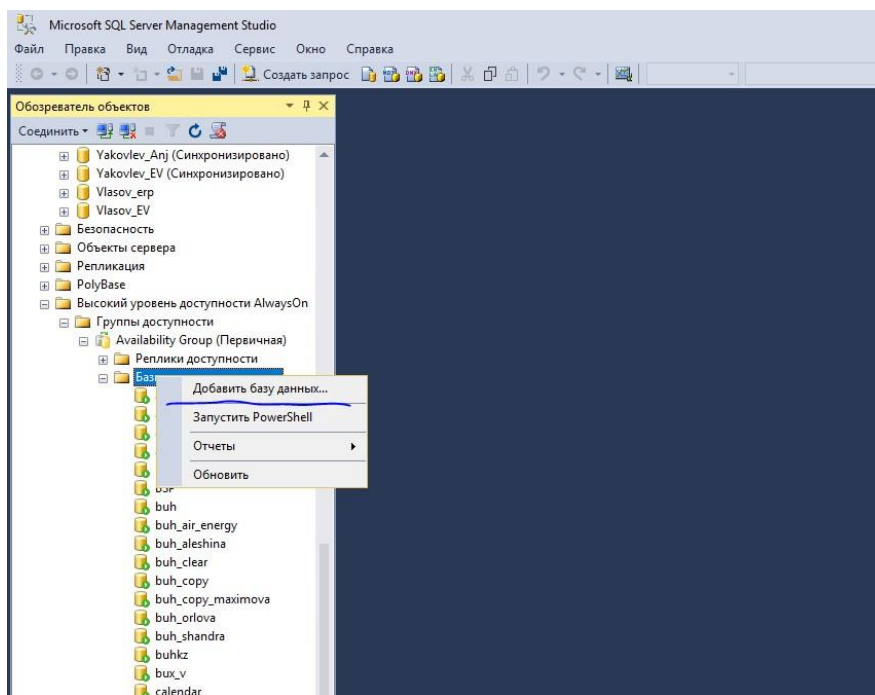 Microsoft SQL Server Management Studio
Файл Правка Вид Отладка Сервис Окно Справка
Создать запрос
Обозреватель объектов
Соединить
Yakovlev_Anj (Синхронизировано)
Yakovlev_EV (Синхронизировано)
Vlasov_erp
Vlasov_EV
Безопасность
Объекты сервера
Репликация
PolyBase
Высокий уровень доступности AlwaysOn
Группы доступности
Availability Group (Первичная)
Реплики доступности
Добавить базу данных...
Запустить PowerShell
Отчеты
Обновить
buh
buh_air_energy
buh_aleshina
buh_clear
buh_copy
buh_copy_maximova
buh_orlova
buh_shandra
buhkz
bux_v
calendar